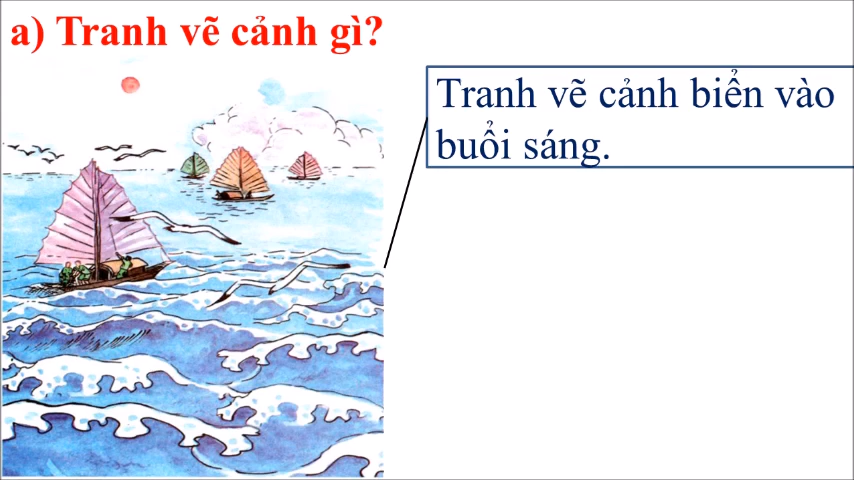 a) Tranh vẽ cảnh gì?
Tranh vẽ cảnh biển vào
buổi sáng.